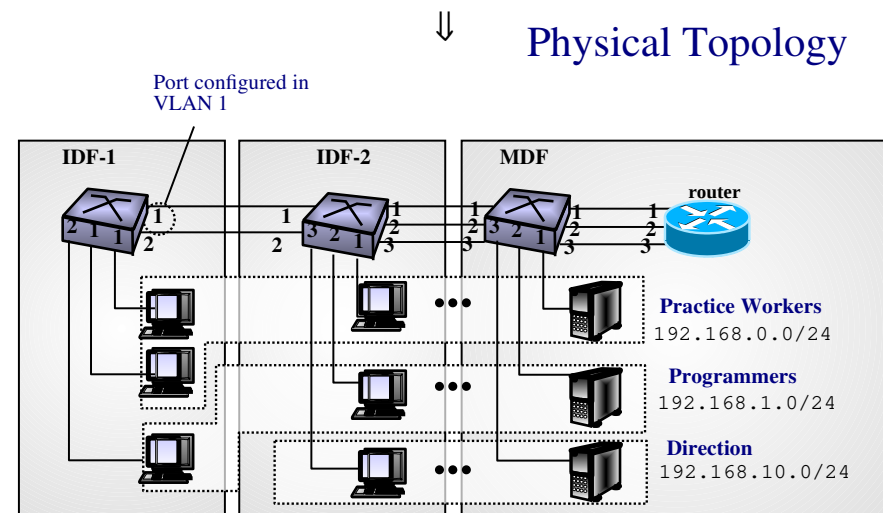 ⇓
Physical Topology
Port configured in
VLAN 1
IDF-1
IDF-2
MDF
router
1
1
1
1
1
2
2
2
2
3
3
3
3
2 1 1
2
3 2 1
3 2 1
Practice Workers
192.168.0.0/24
Programmers
192.168.1.0/24
Direction
192.168.10.0/24